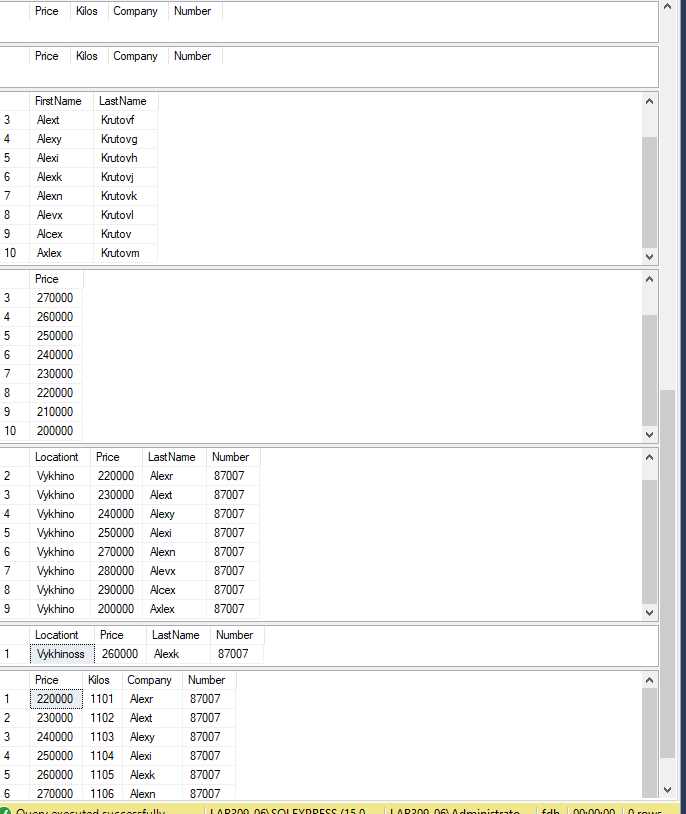 Price Kilos Company Number
Price Kilos Company Number
FirstName LastName
3 Alext Krutovf
4 Alexy Krutovg
5 Alexi Krutovh
6 Alexk Krutovj
7 Alexn Krutovk
8 Alevx Krutovl
9 Alcex Krutov
10 Axlex Krutovm
Price
3 270000
4 260000
5 250000
6 240000
7 230000
8 220000
9 210000
10 200000
Locationt Price LastName Number
2 Vykhino 220000 Alexr 87007
3 Vykhino 230000 Alext 87007
4 Vykhino 240000 Alexy 87007
5 Vykhino 250000 Alexi 87007
6 Vykhino 270000 Alexn 87007
7 Vykhino 280000 Alevx 87007
8 Vykhino 290000 Alcex 87007
9 Vykhino 200000 Axlex 87007
Locationt Price LastName Number
1 Vykhinoss 260000 Alexk 87007
Price Kilos Company Number
1 220000 1101 Alexr 87007
2 230000 1102 Alext 87007
3 240000 1103 Alexy 87007
4 250000 1104 Alexi 87007
5 260000 1105 Alexk 87007
6 270000 1106 Alexn 87007
Query executed successfully LAB309_06\SQLEXPRESS (15.0 LAB309_06\Administrato fdh 00:00:00 0 rows